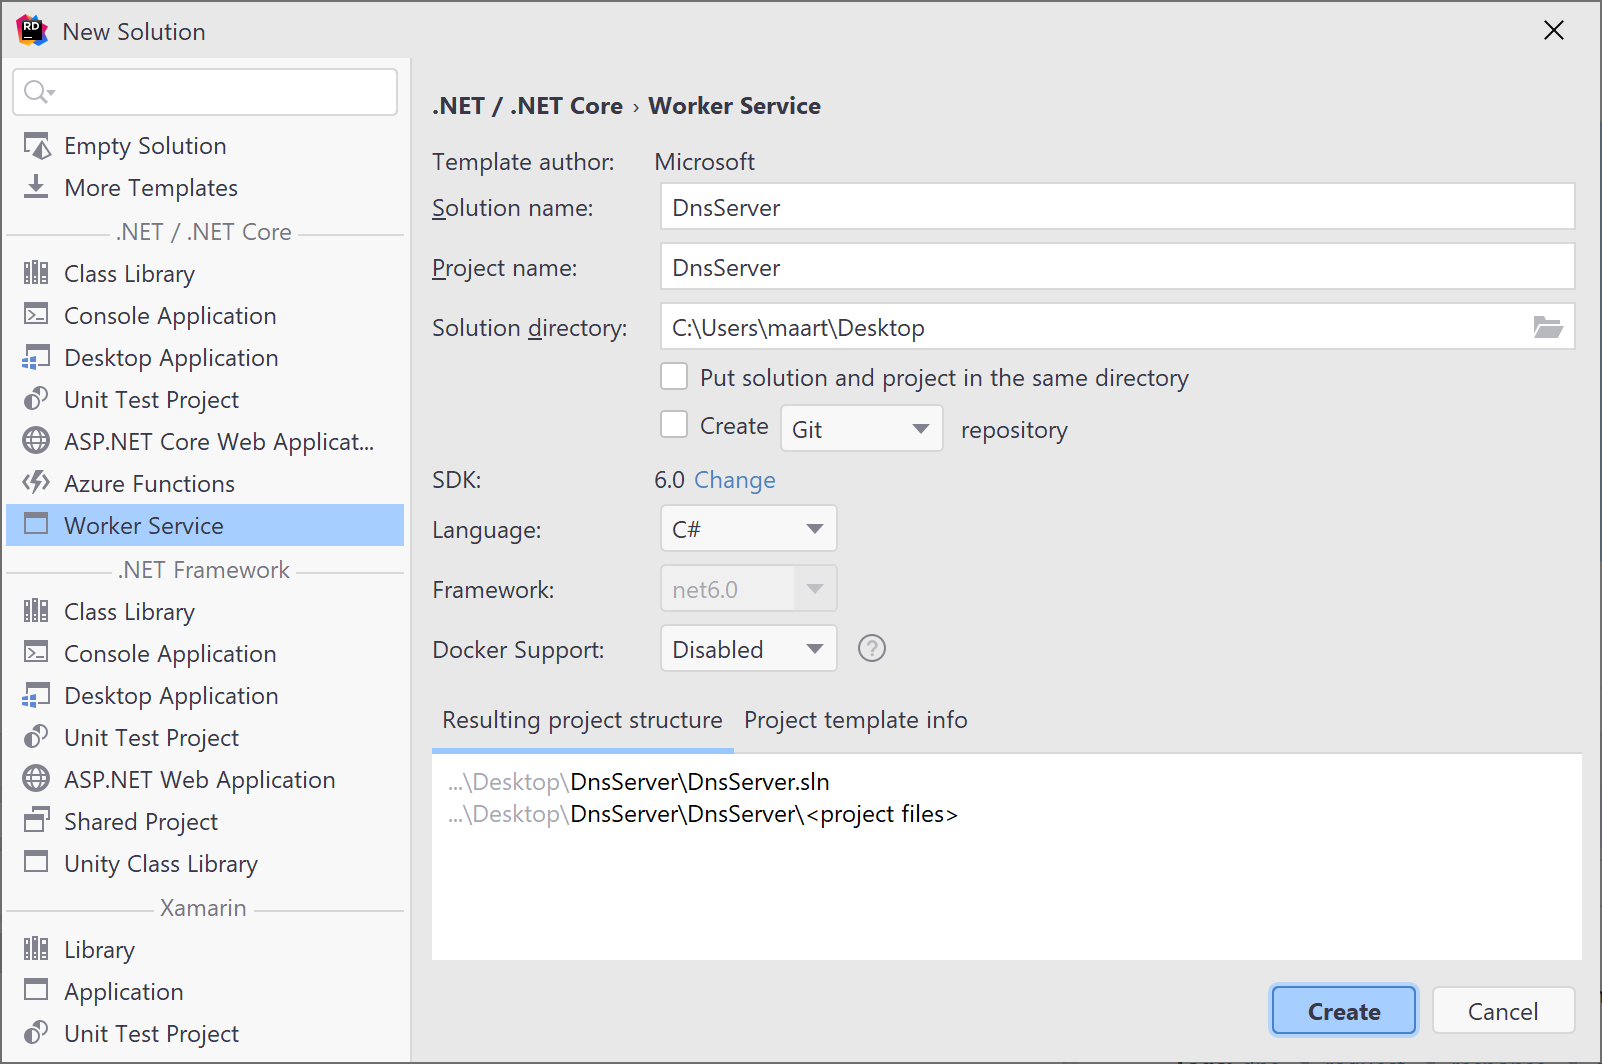 RD
New Solution
Empty Solution
More Templates
.NET / .NET Core
Class Library
Console Application
Desktop Application
Unit Test Project
ASP.NET Core Web Applicat...
Azure Functions
Worker Service
.NET Framework
Class Library
Console Application
Desktop Application
Unit Test Project
ASP.NET Web Application
Shared Project
Unity Class Library
Xamarin
Library
Application
Unit Test Project
.NET / .NET Core › Worker Service
Template author: Microsoft
Solution name: DnsServer
Project name: DnsServer
Solution directory: C:\Users\maart\Desktop
Put solution and project in the same directory
Create Git repository
SDK: 6.0 Change
Language: C#
Framework: net6.0
Docker Support: Disabled ?
Resulting project structure Project template info
...\Desktop\DnsServer\DnsServer.sln
...\Desktop\DnsServer\DnsServer\<project files>
Create Cancel